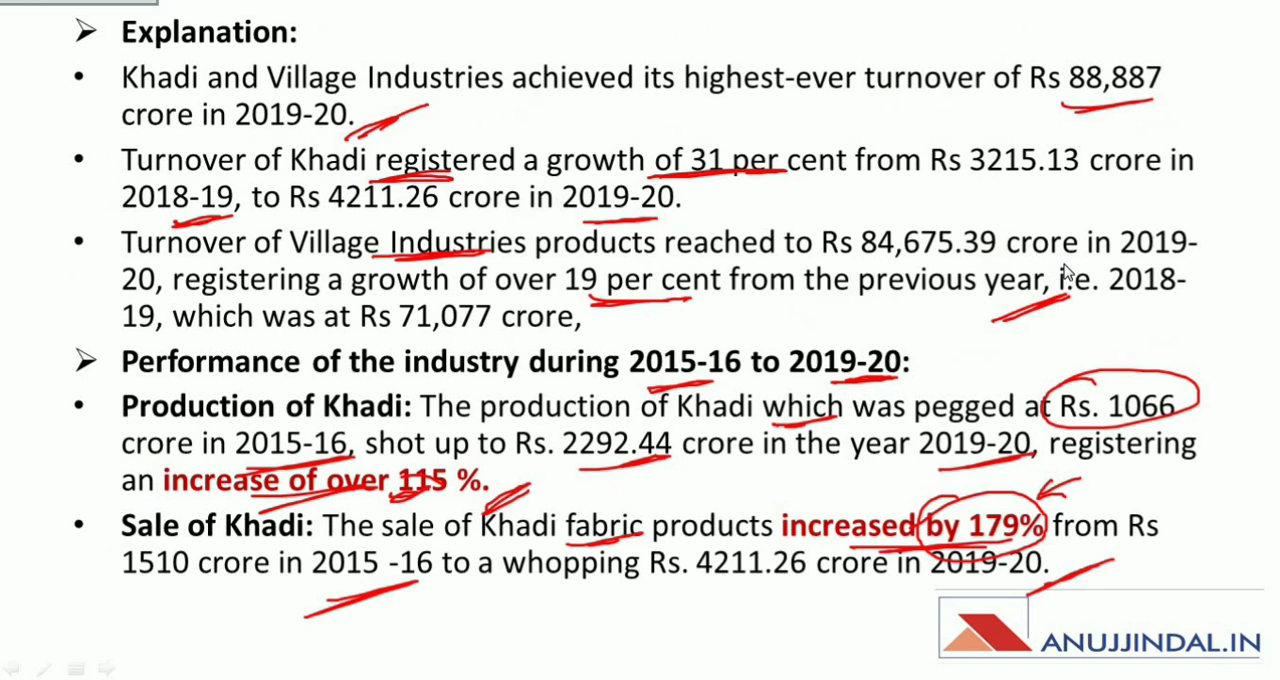 ➢ Explanation:
• Khadi and Village Industries achieved its highest-ever turnover of Rs 88,887
crore in 2019-20.
• Turnover of Khadi registered a growth of 31 per cent from Rs 3215.13 crore in
2018-19, to Rs 4211.26 crore in 2019-20.
• Turnover of Village Industries products reached to Rs 84,675.39 crore in 2019-
20, registering a growth of over 19 per cent from the previous year, i.e. 2018-
19, which was at Rs 71,077 crore,
➢ Performance of the industry during 2015-16 to 2019-20:
• Production of Khadi: The production of Khadi which was pegged at Rs. 1066
crore in 2015-16, shot up to Rs. 2292.44 crore in the year 2019-20, registering
an increase of over 115 %.
• Sale of Khadi: The sale of Khadi fabric products increased by 179% from Rs
1510 crore in 2015 -16 to a whopping Rs. 4211.26 crore in 2019-20.
ANUJJINDAL.IN